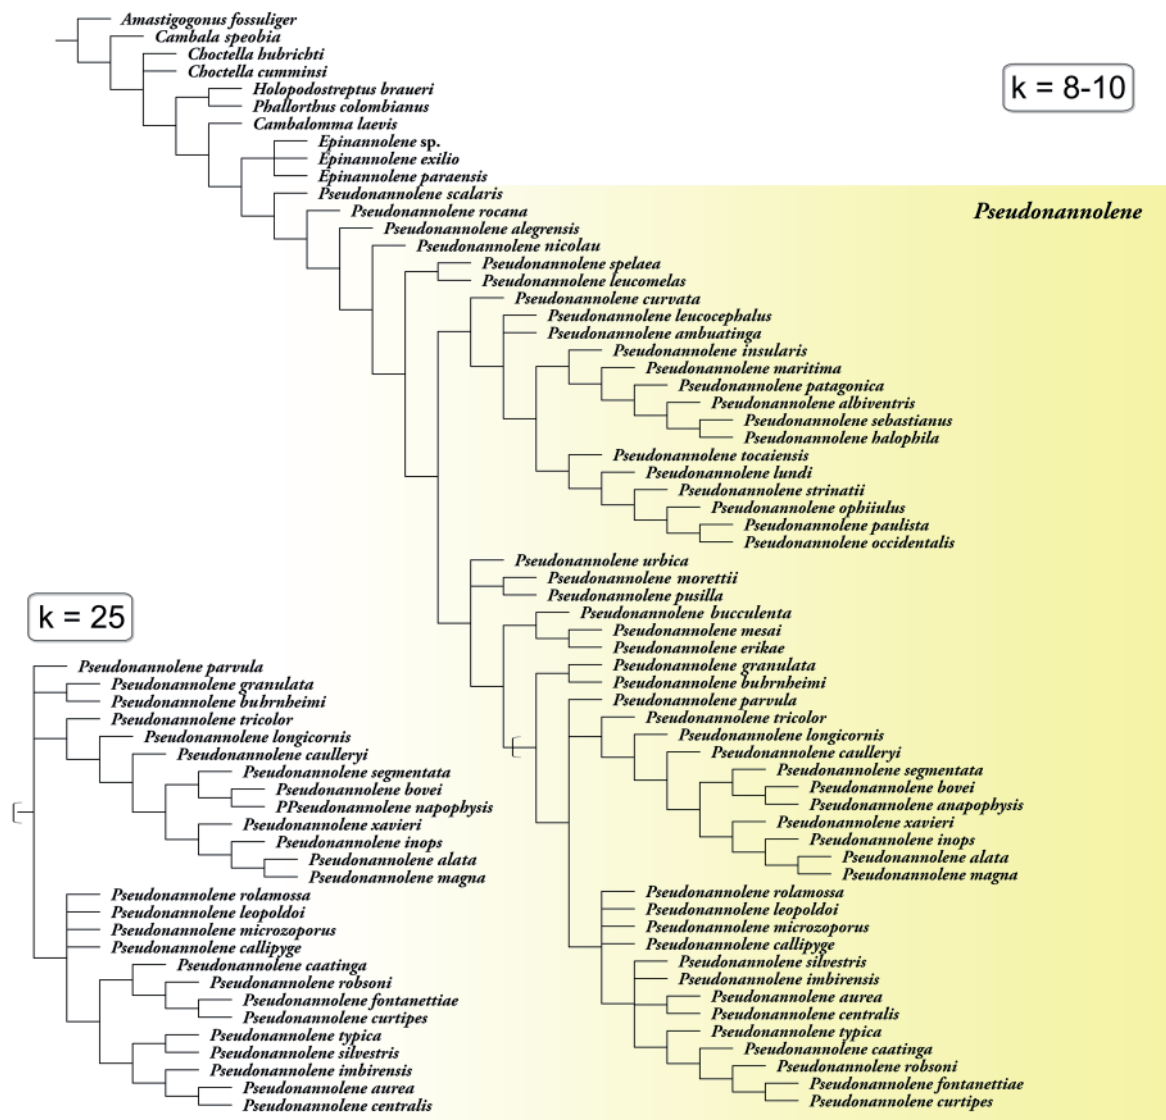 Amastigogonus fossuliger
Cambala speobia
Choctella hubrichti
Choctella cumminsi
Holopodostreptus braueri
Phallorthus colombianus
Cambalomma laevis
Epinannolene sp.
Epinannolene exilio
Epinannolene paraensis
Pseudonannolene scalaris
Pseudonannolene rocana
Pseudonannolene alegrensis
Pseudonannolene nicolau
Pseudonannolene spelaea
Pseudonannolene leucomelas
Pseudonannolene curvata
Pseudonannolene leucocephalus
Pseudonannolene ambuatinga
Pseudonannolene insularis
Pseudonannolene maritima
Pseudonannolene patagonica
Pseudonannolene albiventris
Pseudonannolene sebastianus
Pseudonannolene halophila
Pseudonannolene tocaiensis
Pseudonannolene lundi
Pseudonannolene strinatii
Pseudonannolene ophiiulus
Pseudonannolene paulista
Pseudonannolene occidentalis
Pseudonannolene urbica
Pseudonannolene morettii
Pseudonannolene pusilla
Pseudonannolene bucculenta
Pseudonannolene mesai
Pseudonannolene erikae
Pseudonannolene granulata
Pseudonannolene buhrnheimi
Pseudonannolene parvula
Pseudonannolene tricolor
Pseudonannolene longicornis
Pseudonannolene caulleryi
Pseudonannolene segmentata
Pseudonannolene bovei
Pseudonannolene anapophysis
Pseudonannolene xavieri
Pseudonannolene inops
Pseudonannolene alata
Pseudonannolene magna
Pseudonannolene rolamossa
Pseudonannolene leopoldoi
Pseudonannolene microzoporus
Pseudonannolene callipyge
Pseudonannolene silvestris
Pseudonannolene imbirensis
Pseudonannolene aurea
Pseudonannolene centralis
Pseudonannolene typica
Pseudonannolene caatinga
Pseudonannolene robsoni
Pseudonannolene fontanettiae
Pseudonannolene curtipes
k = 8-10
Pseudonannolene
k = 25
Pseudonannolene parvula
Pseudonannolene granulata
Pseudonannolene buhrnheimi
Pseudonannolene tricolor
Pseudonannolene longicornis
Pseudonannolene caulleryi
Pseudonannolene segmentata
Pseudonannolene bovei
PPseudonannolene napophysis
Pseudonannolene xavieri
Pseudonannolene inops
Pseudonannolene alata
Pseudonannolene magna
Pseudonannolene rolamossa
Pseudonannolene leopoldoi
Pseudonannolene microzoporus
Pseudonannolene callipyge
Pseudonannolene caatinga
Pseudonannolene robsoni
Pseudonannolene fontanettiae
Pseudonannolene curtipes
Pseudonannolene typica
Pseudonannolene silvestris
Pseudonannolene imbirensis
Pseudonannolene aurea
Pseudonannolene centralis